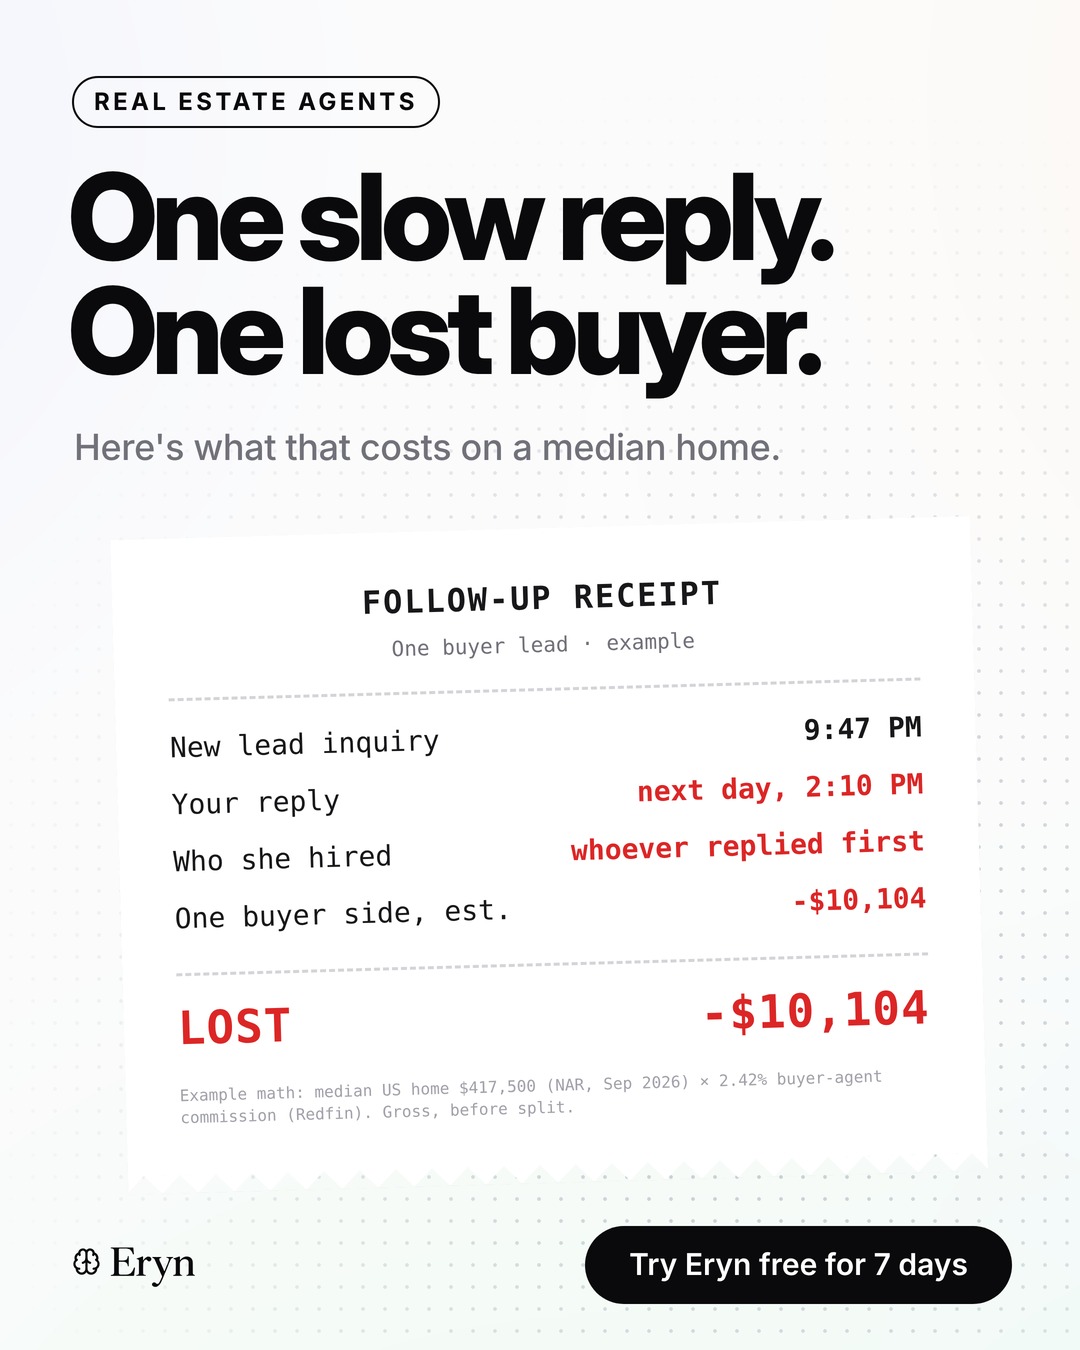 REAL ESTATE AGENTS
One slow reply.
One lost buyer.
Here's what that costs on a median home.
FOLLOW-UP RECEIPT
One buyer lead · example
New lead inquiry 9:47 PM
Your reply next day, 2:10 PM
Who she hired whoever replied first
One buyer side, est. -$10,104
LOST -$10,104
Example math: median US home $417,500 (NAR, Sep 2026) × 2.42% buyer-agent
commission (Redfin). Gross, before split.
Eryn
Try Eryn free for 7 days